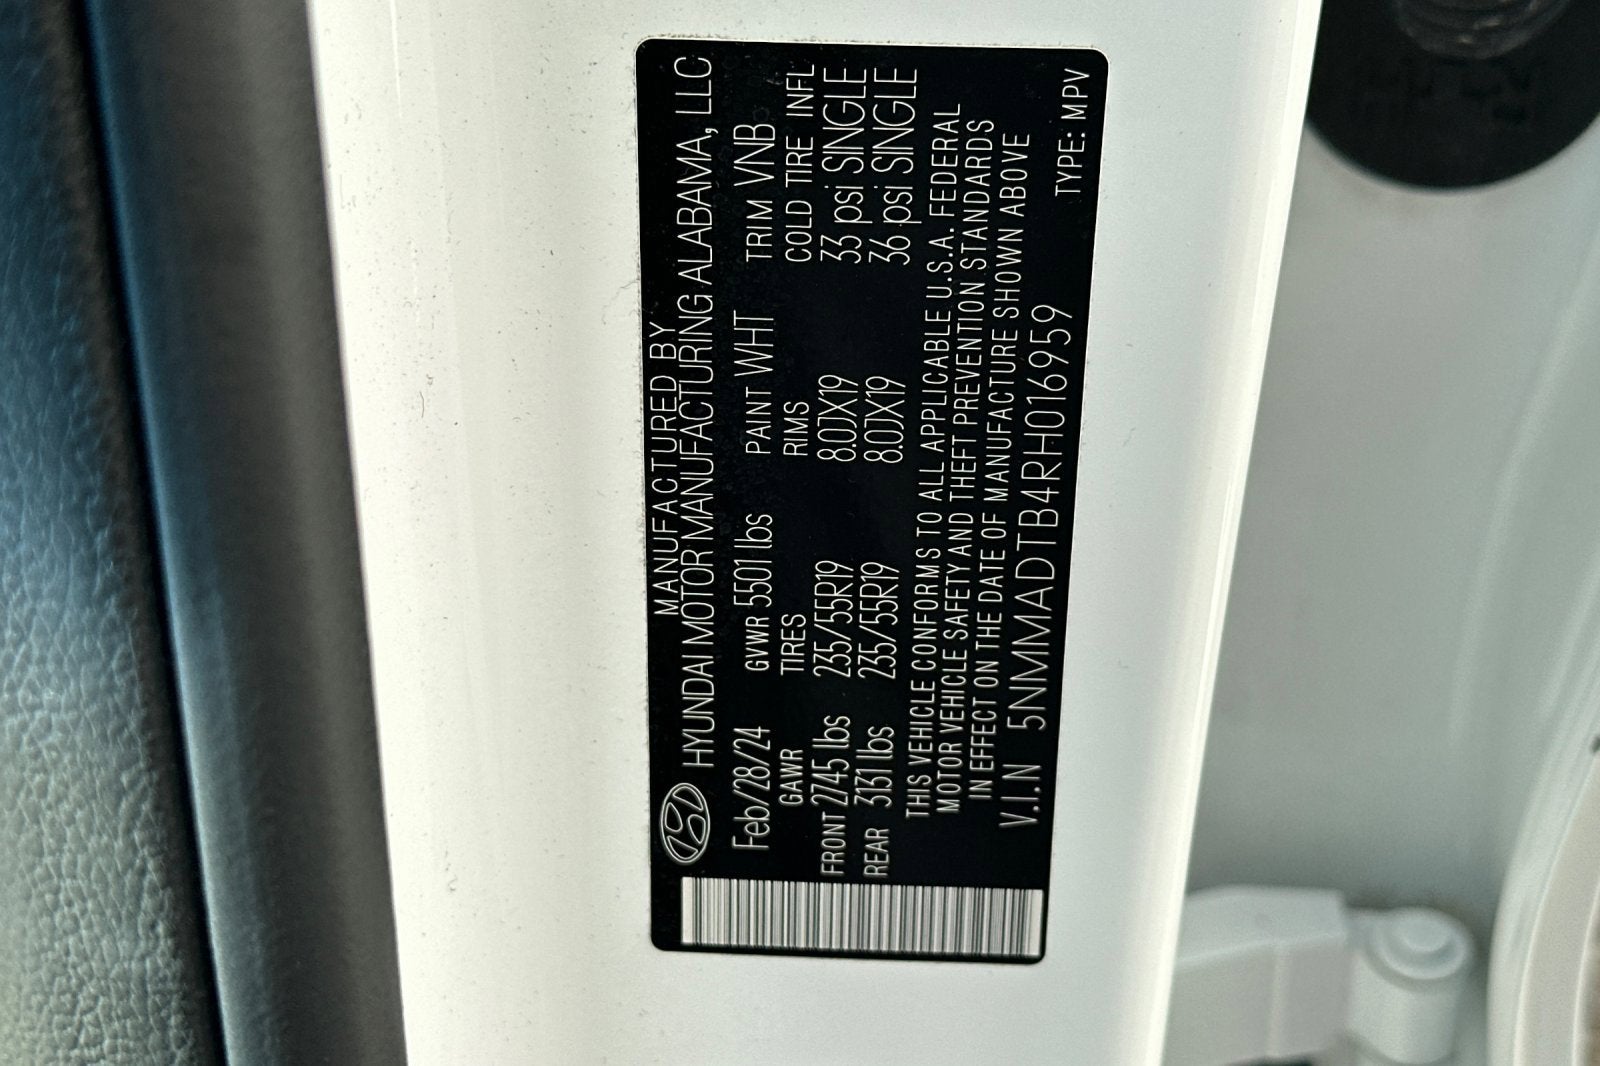 MANUFACTURED BY
HYUNDAI MOTOR MANUFACTURING ALABAMA, LLC
Feb/28/24 GVWR 5501 lbs PAINT WHT TRIM VNB
GAWR TIRES RIMS COLD TIRE INFL
FRONT 2745 lbs 235/55R19 8.0JX19 33 psi SINGLE
REAR 3131 lbs 235/55R19 8.0JX19 36 psi SINGLE
THIS VEHICLE CONFORMS TO ALL APPLICABLE U.S.A. FEDERAL
MOTOR VEHICLE SAFETY AND THEFT PREVENTION STANDARDS
IN EFFECT ON THE DATE OF MANUFACTURE SHOWN ABOVE
V.I.N 5NMMADTB4RH016959
TYPE: MPV